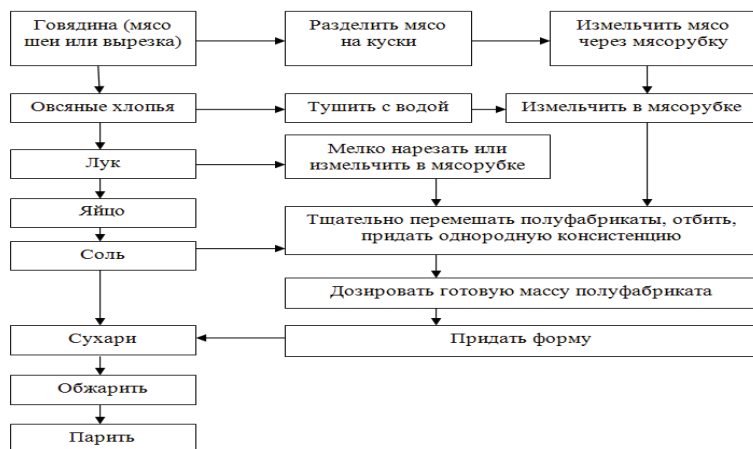 Говядина (мясо
шеи или вырезка)
Разделить мясо
на куски
Измельчить мясо
через мясорубку
Овсяные хлопья
Тушить с водой
Измельчить в мясорубке
Лук
Мелко нарезать или
измельчить в мясорубке
Яйцо
Тщательно перемешать полуфабрикаты, отбить,
придать однородную консистенцию
Соль
Дозировать готовую массу полуфабриката
Сухари
Придать форму
Обжарить
Парить